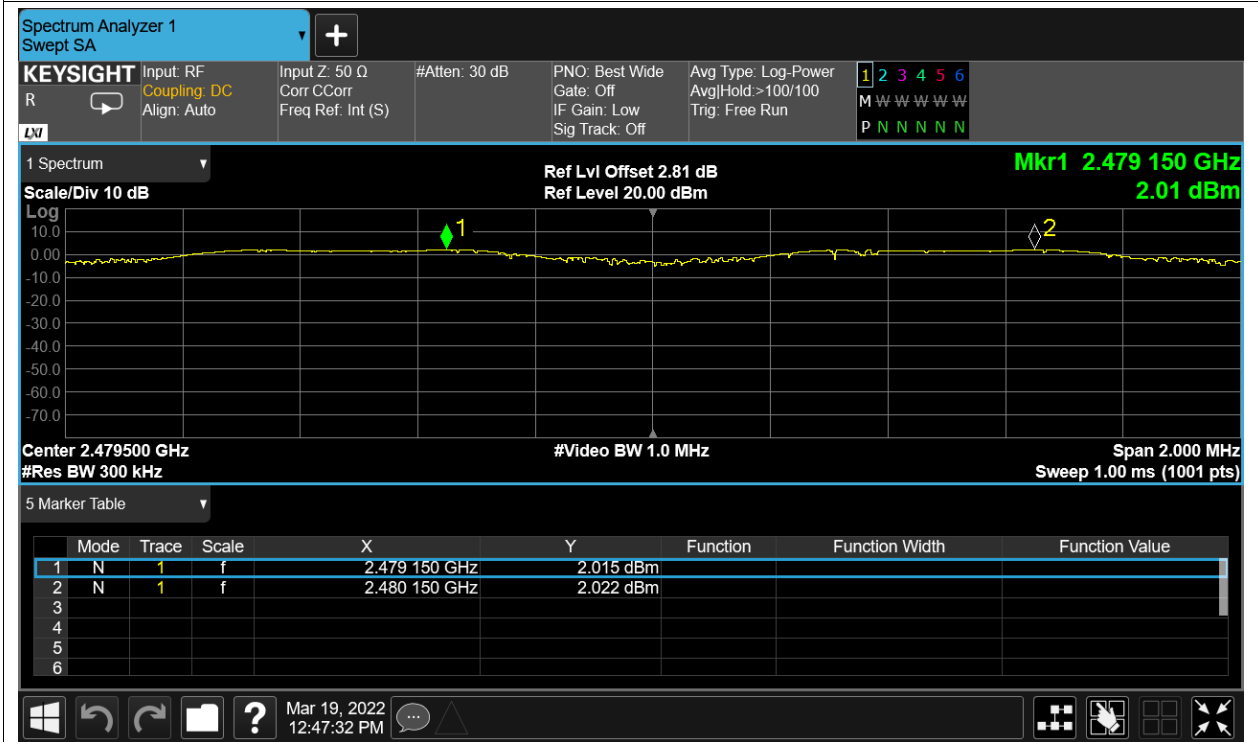 Spectrum Analyzer 1
Swept SA
+
KEYSIGHT Input: RF Input Z: 50 Ω #Atten: 30 dB PNO: Best Wide Avg Type: Log-Power 1 2 3 4 5 6
R Coupling: DC Corr CCorr Gate: Off Avg|Hold:>100/100 M W W W W W
Align: Auto Freq Ref: Int (S) IF Gain: Low Trig: Free Run
LXI Sig Track: Off P N N N N N
1 Spectrum Ref Lvl Offset 2.81 dB Mkr1 2.479 150 GHz
Scale/Div 10 dB Ref Level 20.00 dBm 2.01 dBm
Log
10.0 1 2
0.00
-10.0
-20.0
-30.0
-40.0
-50.0
-60.0
-70.0
Center 2.479500 GHz #Video BW 1.0 MHz Span 2.000 MHz
#Res BW 300 kHz Sweep 1.00 ms (1001 pts)
5 Marker Table
Mode Trace Scale X Y Function Function Width Function Value
1 N 1 f 2.479 150 GHz 2.015 dBm
2 N 1 f 2.480 150 GHz 2.022 dBm
3
4
5
6
? Mar 19, 2022
12:47:32 PM